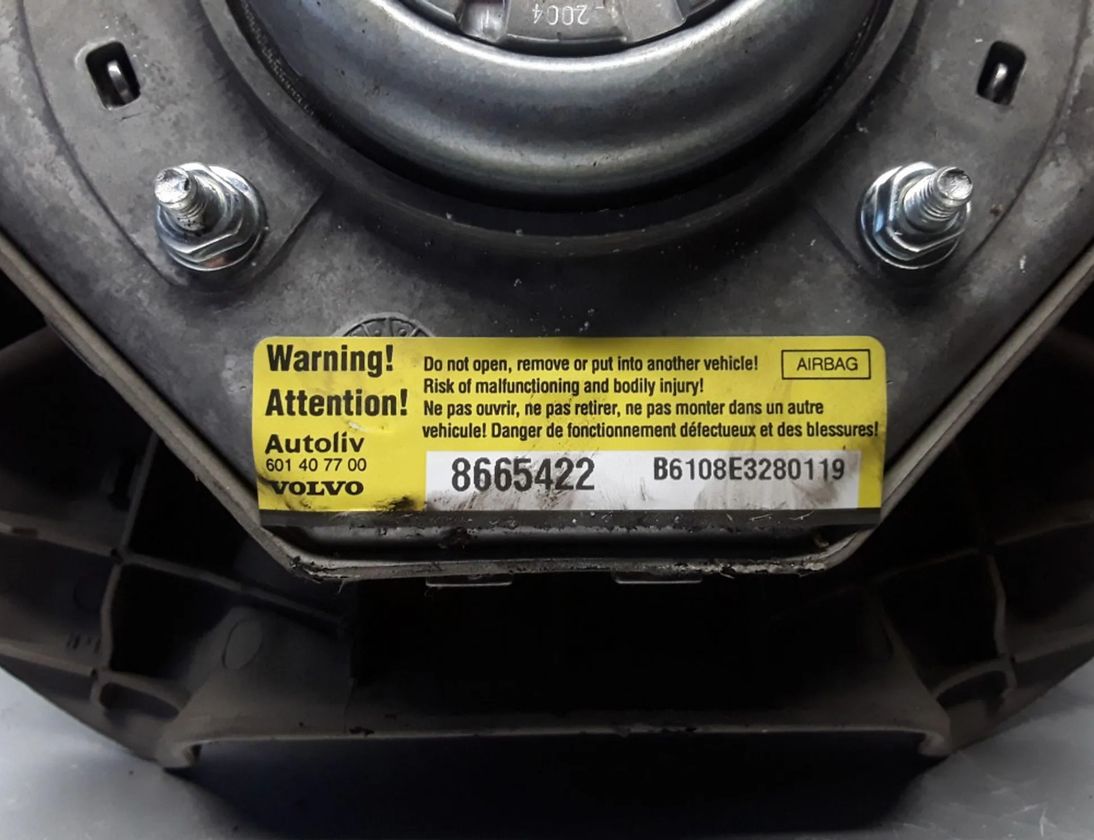 -2004
Warning!
Attention!
Autoliv
601 40 77 00
VOLVO
Do not open, remove or put into another vehicle!
Risk of malfunctioning and bodily injury!
Ne pas ouvrir, ne pas retirer, ne pas monter dans un autre
vehicule! Danger de fonctionnement défectueux et des blessures!
AIRBAG
8665422
B6108E3280119